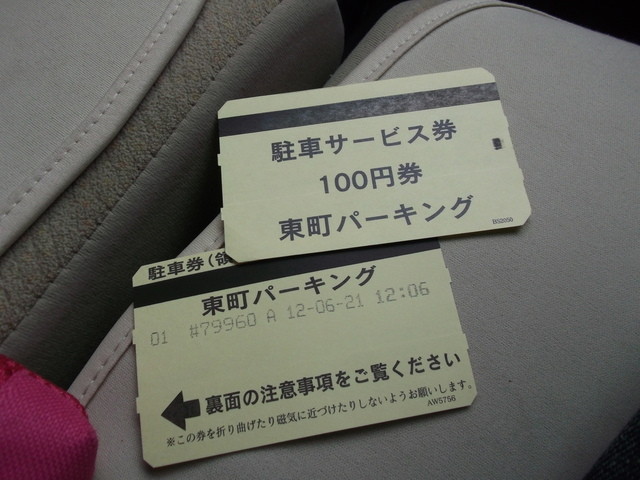 駐車サービス券
100円券
東町パーキング
駐車券(領
東町パーキング
01 #79960 A 12-06-21 12:06
裏面の注意事項をご覧ください
※この券を折り曲げたり磁気に近づけたりしないようお願いします。
AW5756